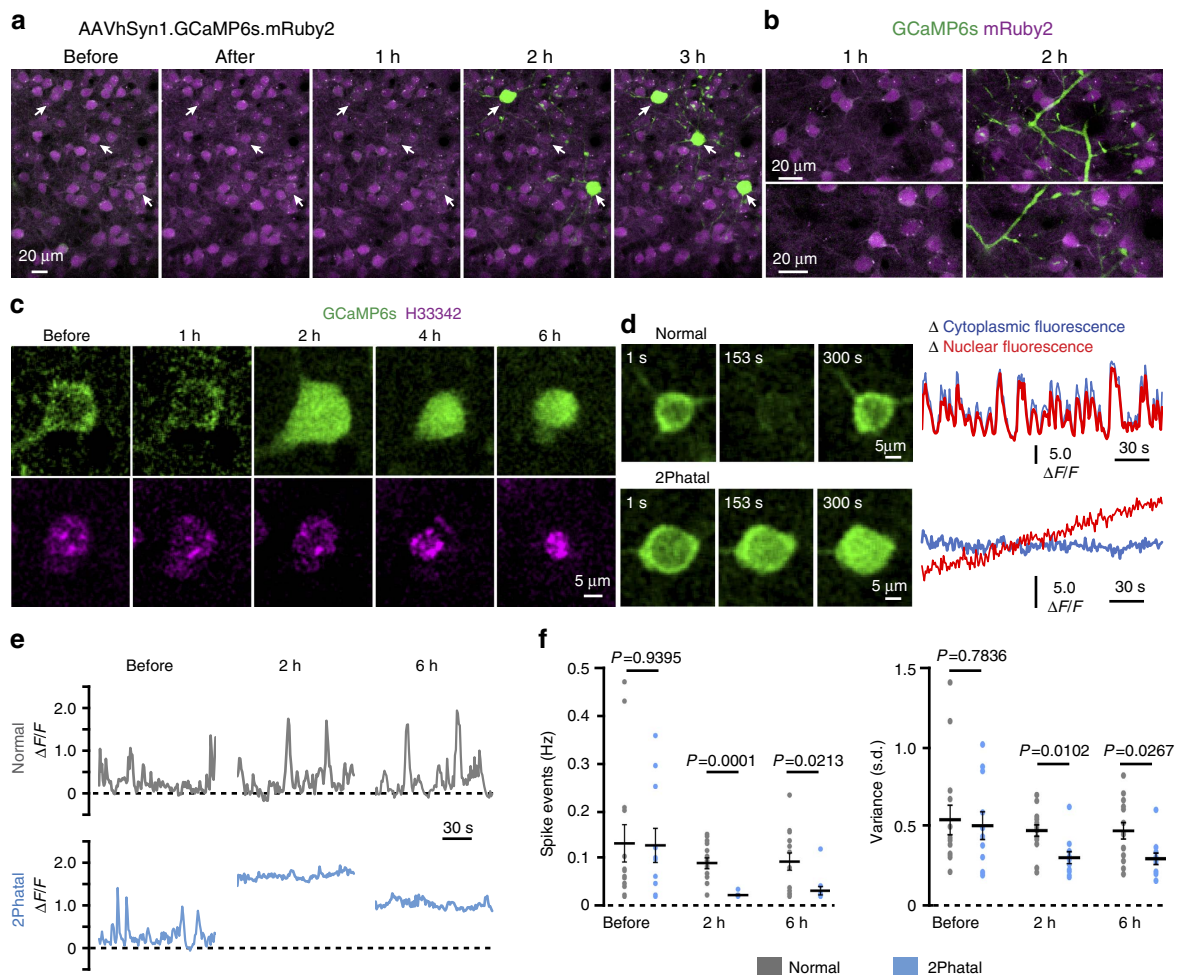 a
AAVhSyn1.GCaMP6s.mRuby2
Before After 1 h 2 h 3 h
20 μm
b
GCaMP6s mRuby2
1 h 2 h
20 μm
20 μm
c
GCaMP6s H33342
Before 1 h 2 h 4 h 6 h
5 μm
d
Normal
1 s 153 s 300 s
5μm
2Phatal
1 s 153 s 300 s
5 μm
Δ Cytoplasmic fluorescence
Δ Nuclear fluorescence
5.0
ΔF/F
30 s
5.0
ΔF/F
30 s
e
Before 2 h 6 h
Normal
ΔF/F
2.0
1.0
0
30 s
2Phatal
ΔF/F
2.0
1.0
0
f
P=0.9395
P=0.0001
P=0.0213
Spike events (Hz)
0.5
0.4
0.3
0.2
0.1
0
Before 2 h 6 h
P=0.7836
P=0.0102
P=0.0267
Variance (s.d.)
1.5
1.0
0.5
0
Before 2 h 6 h
Normal 2Phatal